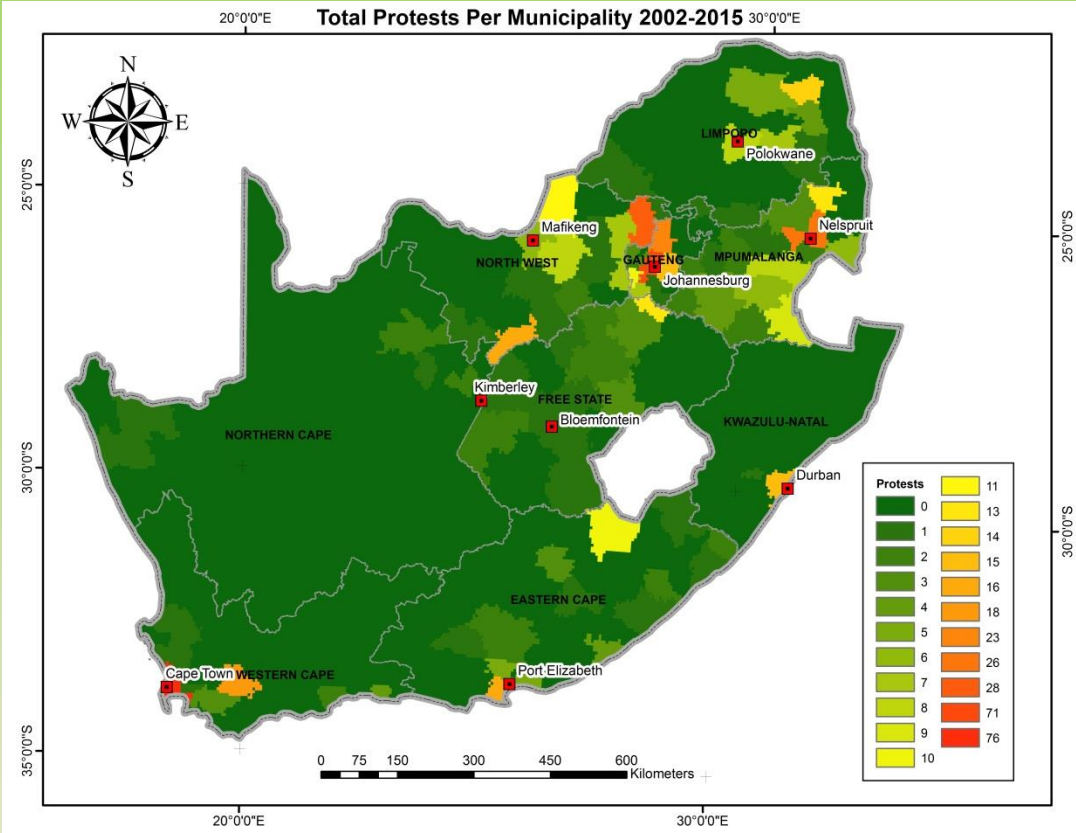 Total Protests Per Municipality 2002-2015
20°0'0"E
20°0'0"E
N
W
E
S
25°0'0"S
25°0'0"S
LIMPOPO
Polokwane
Mafikeng
Nelspruit
NORTH WEST
GAUTENG
MPUMALANGA
Johannesburg
Kimberley
FREE STATE
Bloemfontein
KWAZULU-NATAL
NORTHERN CAPE
30°0'0"S
30°0'0"S
Durban
EASTERN CAPE
Cape Town
WESTERN CAPE
Port Elizabeth
35°0'0"S
Protests
0
1
2
3
4
5
6
7
8
9
10
11
13
14
15
16
18
23
26
28
71
76
0 75 150 300 450 600
Kilometers
20°0'0"E
30°0'0"E